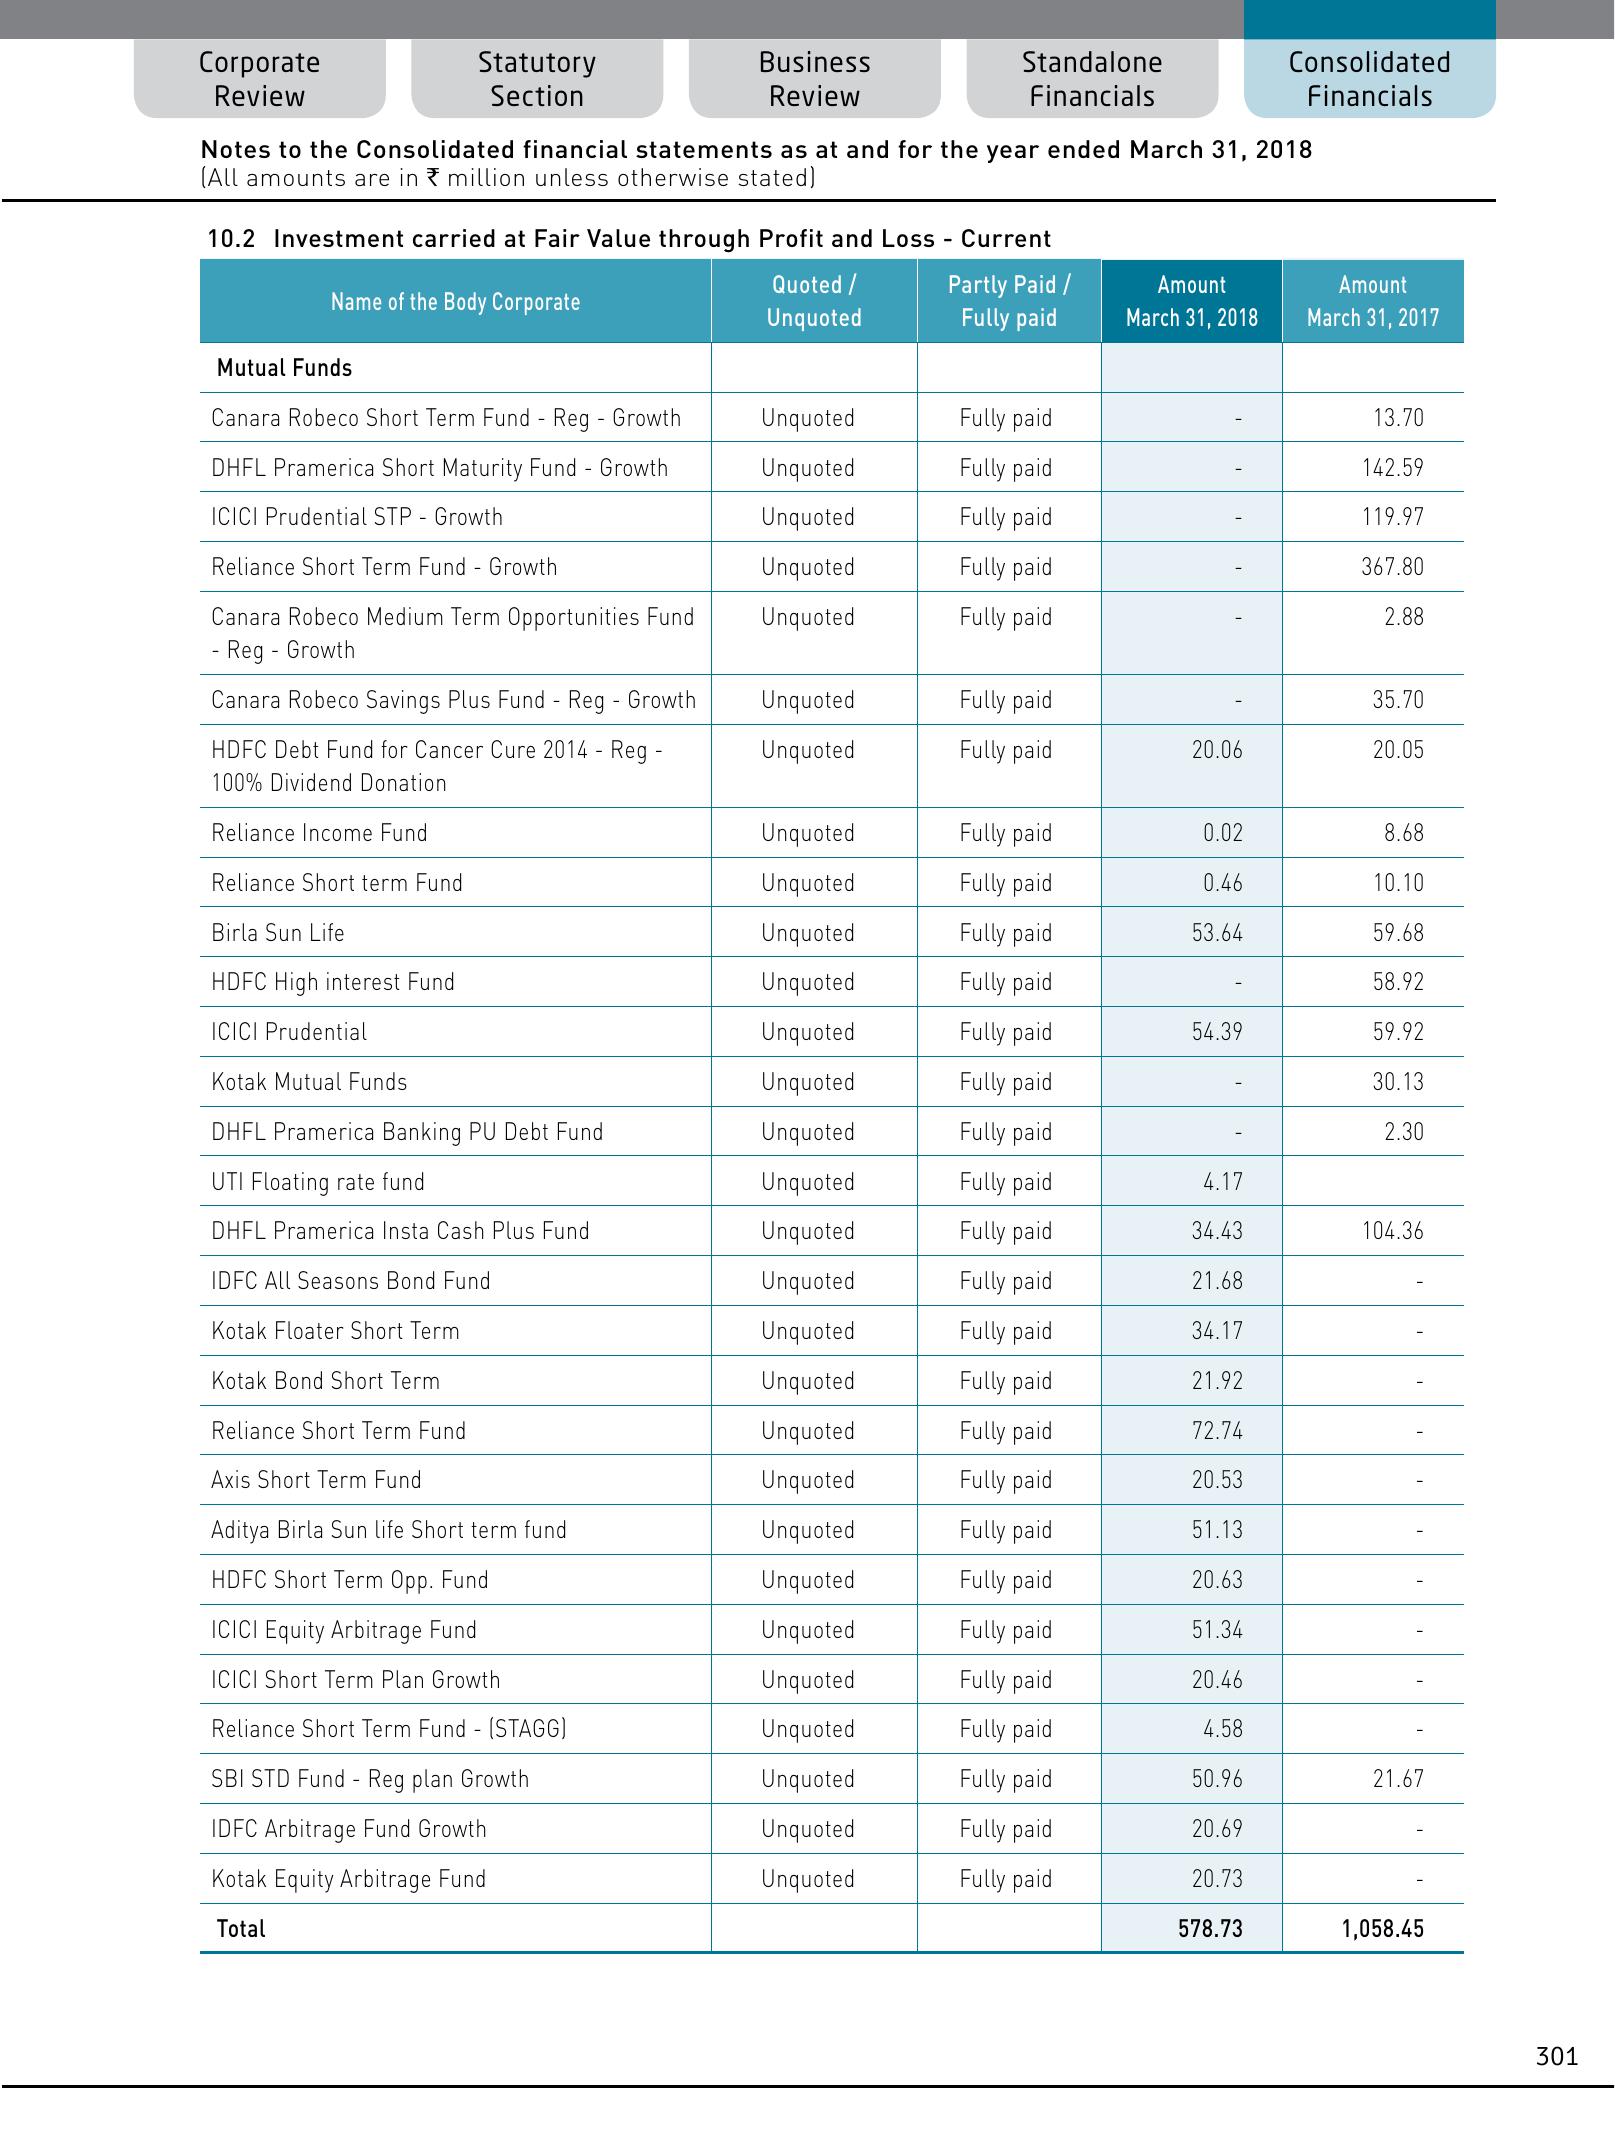 Corporate Review
Statutory Section
Business Review
Standalone Financials
Consolidated Financials
Notes to the Consolidated financial statements as at and for the year ended March 31, 2018
(All amounts are in ₹ million unless otherwise stated)
10.2 Investment carried at Fair Value through Profit and Loss - Current
Name of the Body Corporate Quoted / Unquoted Partly Paid / Fully paid Amount March 31, 2018 Amount March 31, 2017
Mutual Funds
Canara Robeco Short Term Fund - Reg - Growth Unquoted Fully paid - 13.70
DHFL Pramerica Short Maturity Fund - Growth Unquoted Fully paid - 142.59
ICICI Prudential STP - Growth Unquoted Fully paid - 119.97
Reliance Short Term Fund - Growth Unquoted Fully paid - 367.80
Canara Robeco Medium Term Opportunities Fund Unquoted Fully paid - 2.88
- Reg - Growth
Canara Robeco Savings Plus Fund - Reg - Growth Unquoted Fully paid - 35.70
HDFC Debt Fund for Cancer Cure 2014 - Reg - Unquoted Fully paid 20.06 20.05
100% Dividend Donation
Reliance Income Fund Unquoted Fully paid 0.02 8.68
Reliance Short term Fund Unquoted Fully paid 0.46 10.10
Birla Sun Life Unquoted Fully paid 53.64 59.68
HDFC High interest Fund Unquoted Fully paid - 58.92
ICICI Prudential Unquoted Fully paid 54.39 59.92
Kotak Mutual Funds Unquoted Fully paid - 30.13
DHFL Pramerica Banking PU Debt Fund Unquoted Fully paid - 2.30
UTI Floating rate fund Unquoted Fully paid 4.17
DHFL Pramerica Insta Cash Plus Fund Unquoted Fully paid 34.43 104.36
IDFC All Seasons Bond Fund Unquoted Fully paid 21.68 -
Kotak Floater Short Term Unquoted Fully paid 34.17 -
Kotak Bond Short Term Unquoted Fully paid 21.92 -
Reliance Short Term Fund Unquoted Fully paid 72.74 -
Axis Short Term Fund Unquoted Fully paid 20.53 -
Aditya Birla Sun life Short term fund Unquoted Fully paid 51.13 -
HDFC Short Term Opp. Fund Unquoted Fully paid 20.63 -
ICICI Equity Arbitrage Fund Unquoted Fully paid 51.34 -
ICICI Short Term Plan Growth Unquoted Fully paid 20.46 -
Reliance Short Term Fund - (STAGG) Unquoted Fully paid 4.58 -
SBI STD Fund - Reg plan Growth Unquoted Fully paid 50.96 21.67
IDFC Arbitrage Fund Growth Unquoted Fully paid 20.69 -
Kotak Equity Arbitrage Fund Unquoted Fully paid 20.73 -
Total 578.73 1,058.45
301